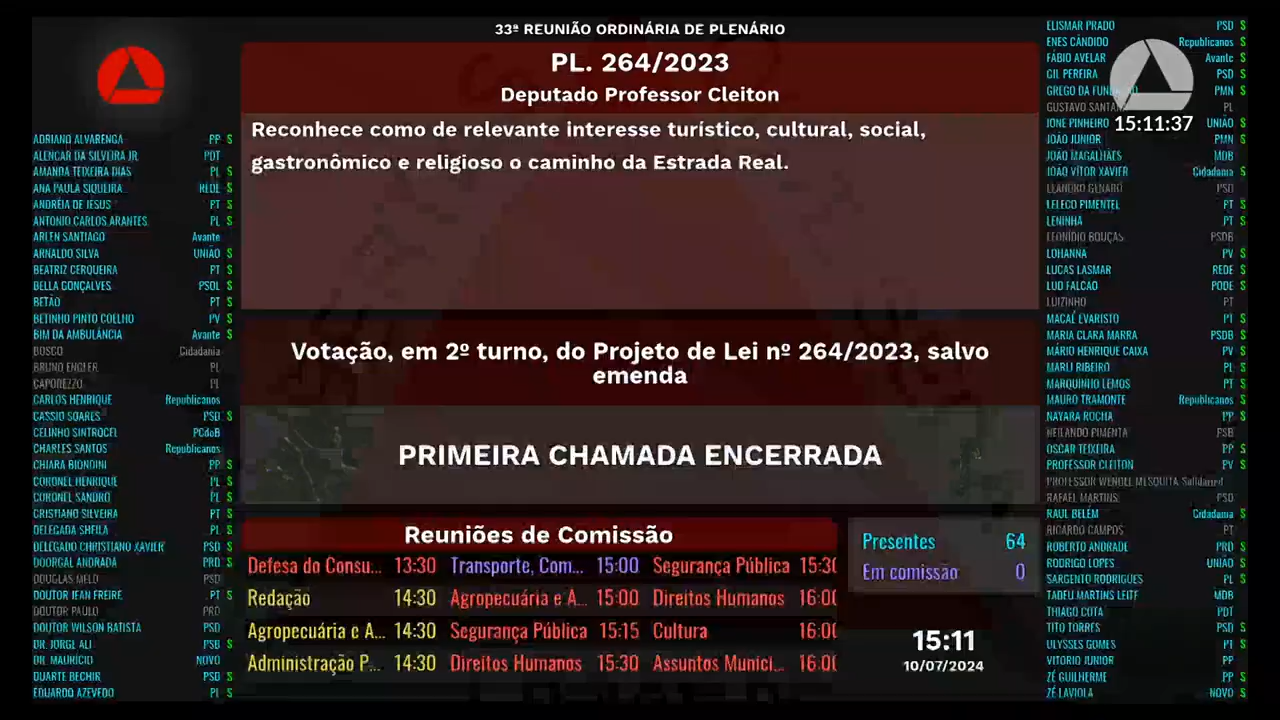 33ª REUNIÃO ORDINÁRIA DE PLENÁRIO
PL. 264/2023
Deputado Professor Cleiton
Reconhece como de relevante interesse turístico, cultural, social,
gastronômico e religioso o caminho da Estrada Real.
Votação, em 2º turno, do Projeto de Lei nº 264/2023, salvo
emenda
PRIMEIRA CHAMADA ENCERRADA
Reuniões de Comissão
Defesa do Consu... 13:30 Transporte, Com... 15:00 Segurança Pública 15:30
Redação 14:30 Agropecuária e A... 15:00 Direitos Humanos 16:00
Agropecuária e A... 14:30 Segurança Pública 15:15 Cultura 16:00
Administração P... 14:30 Direitos Humanos 15:30 Assuntos Munici... 16:00
Presentes 64
Em comissão 0
15:11
10/07/2024
ADRIANO ALVARENGA PP S
ALENCAR DA SILVEIRA JR PDT
AMANDA TEIXEIRA DIAS PL S
ANA PAULA SIQUEIRA REDE S
ANDRÉIA DE JESUS PT S
ANTONIO CARLOS ARANTES PL S
ARLEN SANTIAGO Avante
ARNALDO SILVA UNIÃO S
BEATRIZ CERQUEIRA PT S
BELLA GONÇALVES PSOL S
BETÃO PT S
BETINHO PINTO COELHO PV S
BIM DA AMBULÂNCIA Avante S
BOSCO Cidadania
BRUNO ENGLER PL
CAPOREZZO PL
CARLOS HENRIQUE Republicanos
CASSIO SOARES PSD S
CELINHO SINTROCEL PCdoB
CHARLES SANTOS Republicanos
CHIARA BIONDINI PP S
CORONEL HENRIQUE PL S
CORONEL SANDRO PL S
CRISTIANO SILVEIRA PT S
DELEGADA SHEILA PL S
DELEGADO CHRISTIANO XAVIER PSD S
DOORGAL ANDRADA PRD S
DOUGLAS MELO PSD
DOUTOR JEAN FREIRE PT S
DOUTOR PAULO PRD
DOUTOR WILSON BATISTA PSD
DR. JORGE ALI PSB S
DR. MAURÍCIO NOVO
DUARTE BECHIR PSD S
EDUARDO AZEVEDO PL S
15:11:37
ELISMAR PRADO PSD S
ENES CÂNDIDO Republicanos S
FÁBIO AVELAR Avante S
GIL PEREIRA PSD S
GREGO DA FUN PMN S
GUSTAVO SANTA PL
IONE PINHEIRO UNIÃO S
JOÃO JUNIOR PMN S
JOÃO MAGALHÃES MDB
JOÃO VÍTOR XAVIER Cidadania S
LEANDRO GENARO PSD
LELECO PIMENTEL PT S
LENINHA PT S
LEONÍDIO BOUÇAS PSDB
LOHANNA PV S
LUCAS LASMAR REDE S
LUD FALCÃO PODE S
LUIZINHO PT
MACAÉ EVARISTO PT S
MARIA CLARA MARRA PSDB S
MÁRIO HENRIQUE CAIXA PV S
MARLI RIBEIRO PL S
MARQUINHO LEMOS PT S
MAURO TRAMONTE Republicanos S
NAYARA ROCHA PP S
NEILANDO PIMENTA PSB
OSCAR TEIXEIRA PP S
PROFESSOR CLEITON PV S
PROFESSOR WENDEL MESQUITA Solidaried
RAFAEL MARTINS PSD
RAUL BELÉM Cidadania S
RICARDO CAMPOS PT
ROBERTO ANDRADE PRD S
RODRIGO LOPES UNIÃO S
SARGENTO RODRIGUES PL S
TADEU MARTINS LEITE MDB
THIAGO COTA PDT
TITO TORRES PSD S
ULYSSES GOMES PT S
VITORIO JUNIOR PP
ZÉ GUILHERME PP S
ZÉ LAVIOLA NOVO S